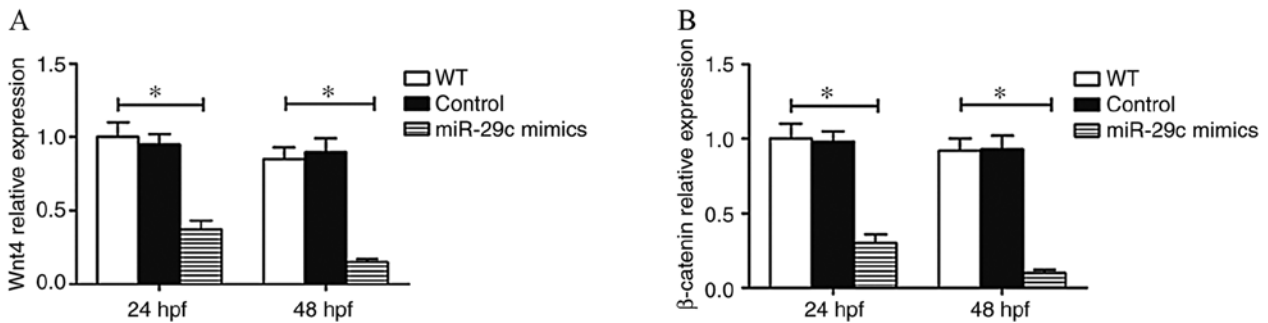 A
Wnt4 relative expression
1.5
1.0
0.5
0.0
*
*
24 hpf
48 hpf
WT
Control
miR-29c mimics
B
β-catenin relative expression
1.5
1.0
0.5
0.0
*
*
24 hpf
48 hpf
WT
Control
miR-29c mimics